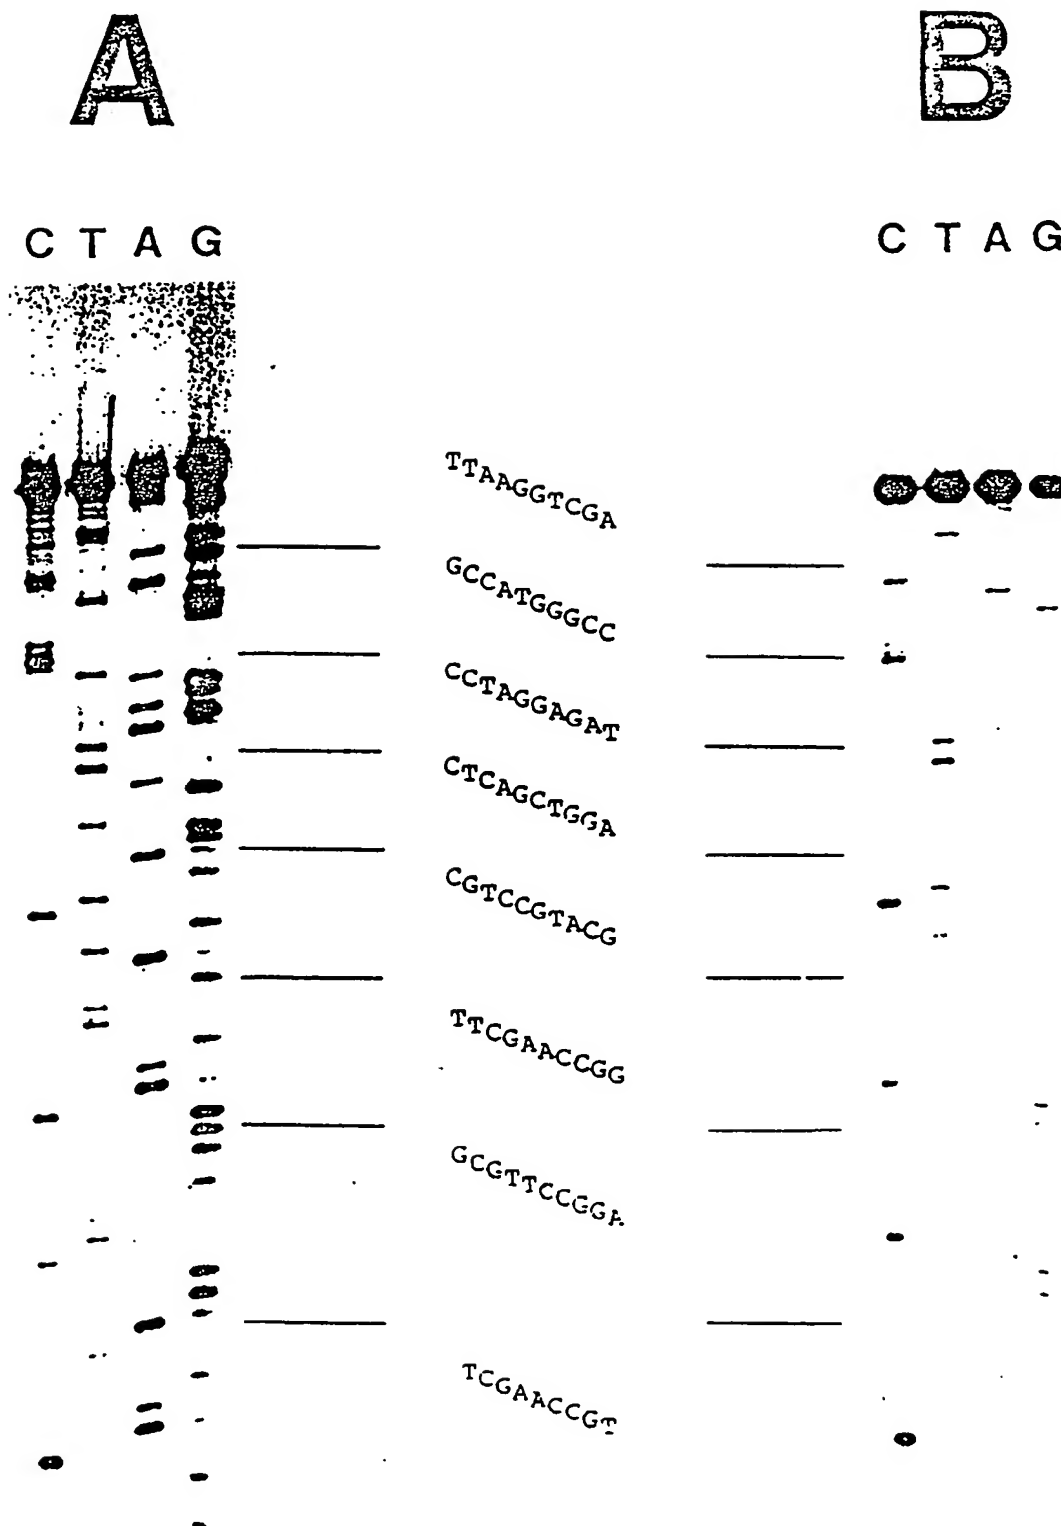 A B
C T A G C T A G
TTAAGGTCGA
GCCATGGGCC
CCTAGGAGAT
CTCAGCTGGA
CGTCCGTACG
TTCGAACCGG
GCGTTCCGGA
TCGAACCGT